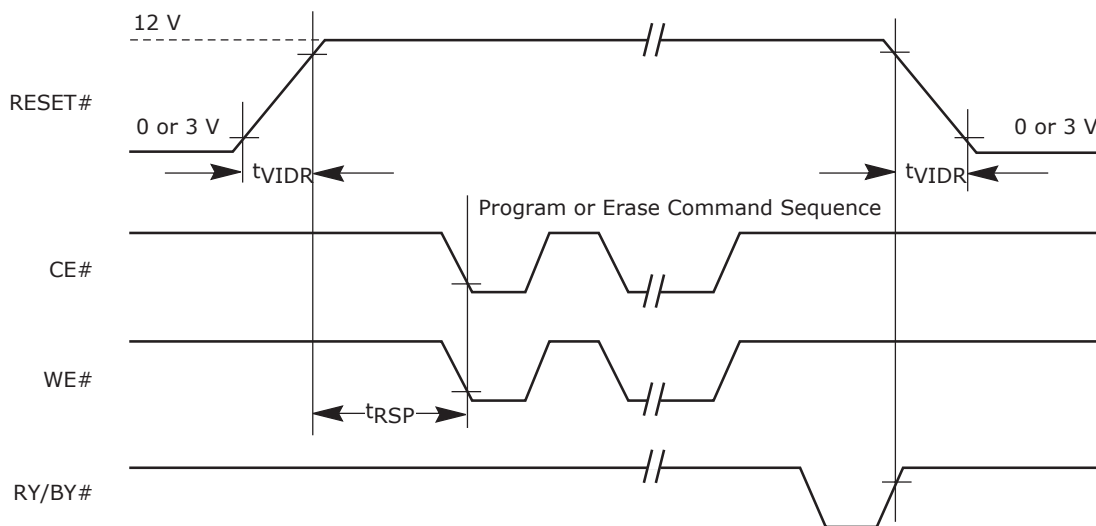 12 V
RESET#
0 or 3 V
0 or 3 V
tVIDR
tVIDR
Program or Erase Command Sequence
CE#
WE#
tRSP
RY/BY#